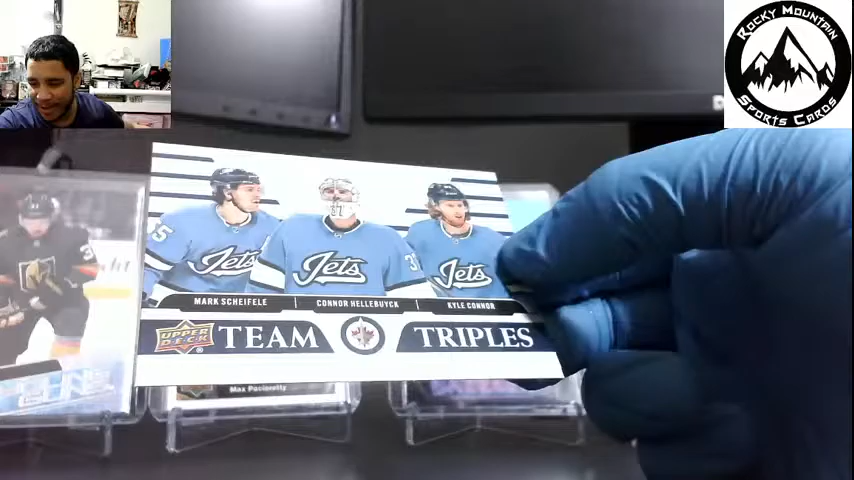 ROCKY MOUNTAIN
SPORTS CARDS
Jets
Jets
Jets
MARK SCHEIFELE | CONNOR HELLEBUYCK | KYLE CONNOR
UPPER DECK TEAM TRIPLES
Max Pacioretty